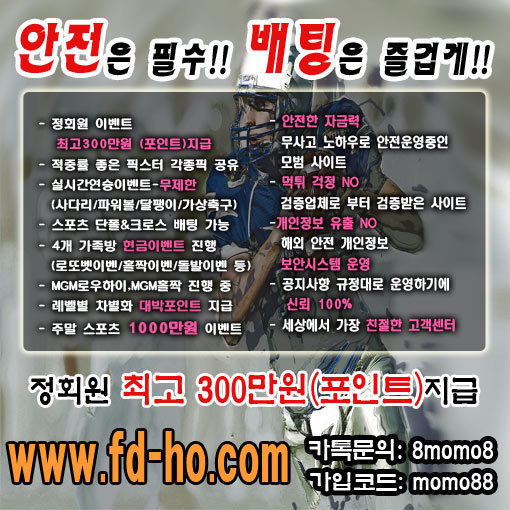 안전은 필수!! 배팅은 즐겁게!!
- 정회원 이벤트
최고300만원 (포인트)지급
- 적중률 좋은 픽스터 각종픽 공유
- 실시간연승이벤트-무제한
(사다리/파워볼/달팽이/가상축구)
- 스포츠 단폴&크로스 배팅 가능
- 4개 가족방 현금이벤트 진행
(로또벳이벤/홀짝이벤/돌발이벤 등)
- MGM로우하이,MGM홀짝 진행 중
- 레벨별 차별화 대박포인트 지급
- 주말 스포츠 1000만원 이벤트
- 안전한 자금력
무사고 노하우로 안전운영중인
모범 사이트
- 먹튀 걱정 NO
검증업체로 부터 검증받은 사이트
-개인정보 유출 NO
해외 안전 개인정보
보안시스템 운영
- 공지사항 규정대로 운영하기에
신뢰 100%
- 세상에서 가장 친절한 고객센터
정회원 최고 300만원(포인트)지급
www.fd-ho.com
카톡문의: 8momo8
가입코드: momo88